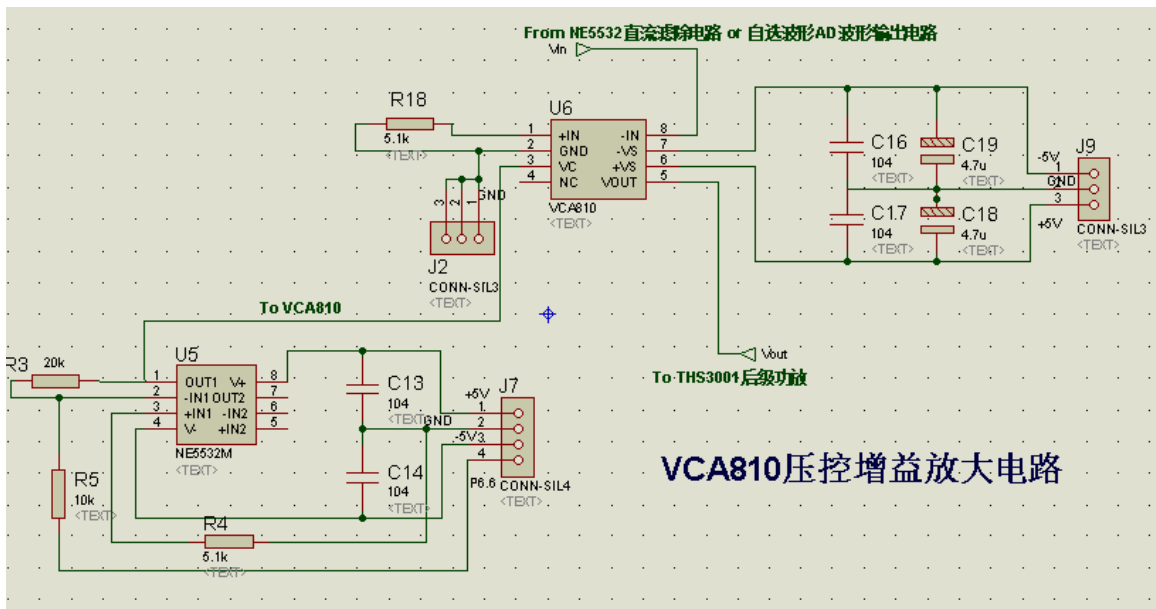 From NE5532直流滤除电路 or 自选波形AD波形输出电路
Vin
R18
5.1k
<TEXT>
U6
1 +IN -IN 8
2 GND -VS 7
3 VC +VS 6
4 NC VOUT 5
VCA810
<TEXT>
C16
104
<TEXT>
C19
4.7u
<TEXT>
J9
-5V
1
GND
2
3
+5V
CONN-SIL3
<TEXT>
C17
104
<TEXT>
C18
4.7u
<TEXT>
3 2 1
GND
J2
CONN-SIL3
<TEXT>
To VCA810
Vout
To THS3001后级功放
R3
20k
<TEXT>
U5
1 OUT1 V+ 8
2 -IN1 OUT2 7
3 +IN1 -IN2 6
4 V- +IN2 5
NE5532M
<TEXT>
C13
104
<TEXT>
J7
+5V
1
GND
2
-5V
3
4
P6.6
CONN-SIL4
<TEXT>
C14
104
<TEXT>
R5
10k
<TEXT>
R4
5.1k
<TEXT>
VCA810压控增益放大电路